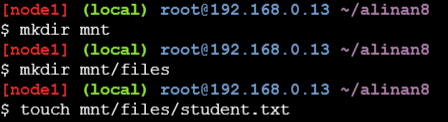 [node1] (local) root@192.168.0.13 ~/alinan8
$ mkdir mnt
[node1] (local) root@192.168.0.13 ~/alinan8
$ mkdir mnt/files
[node1] (local) root@192.168.0.13 ~/alinan8
$ touch mnt/files/student.txt